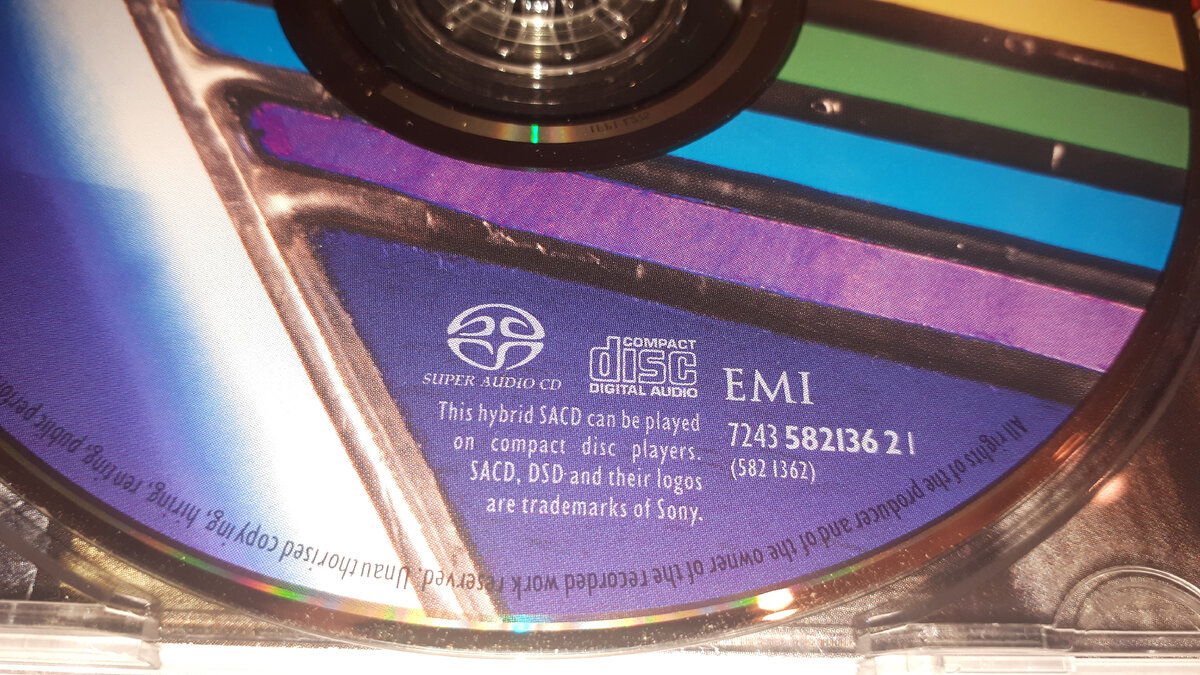 SUPER AUDIO CD
COMPACT
disc
DIGITAL AUDIO
EMI
This hybrid SACD can be played
on compact disc players.
SACD, DSD and their logos
are trademarks of Sony.
7243 582136 2 1
(582 1362)
All rights of the producer and of the owner of the recorded work reserved. Unauthorised copying, hiring, renting, public